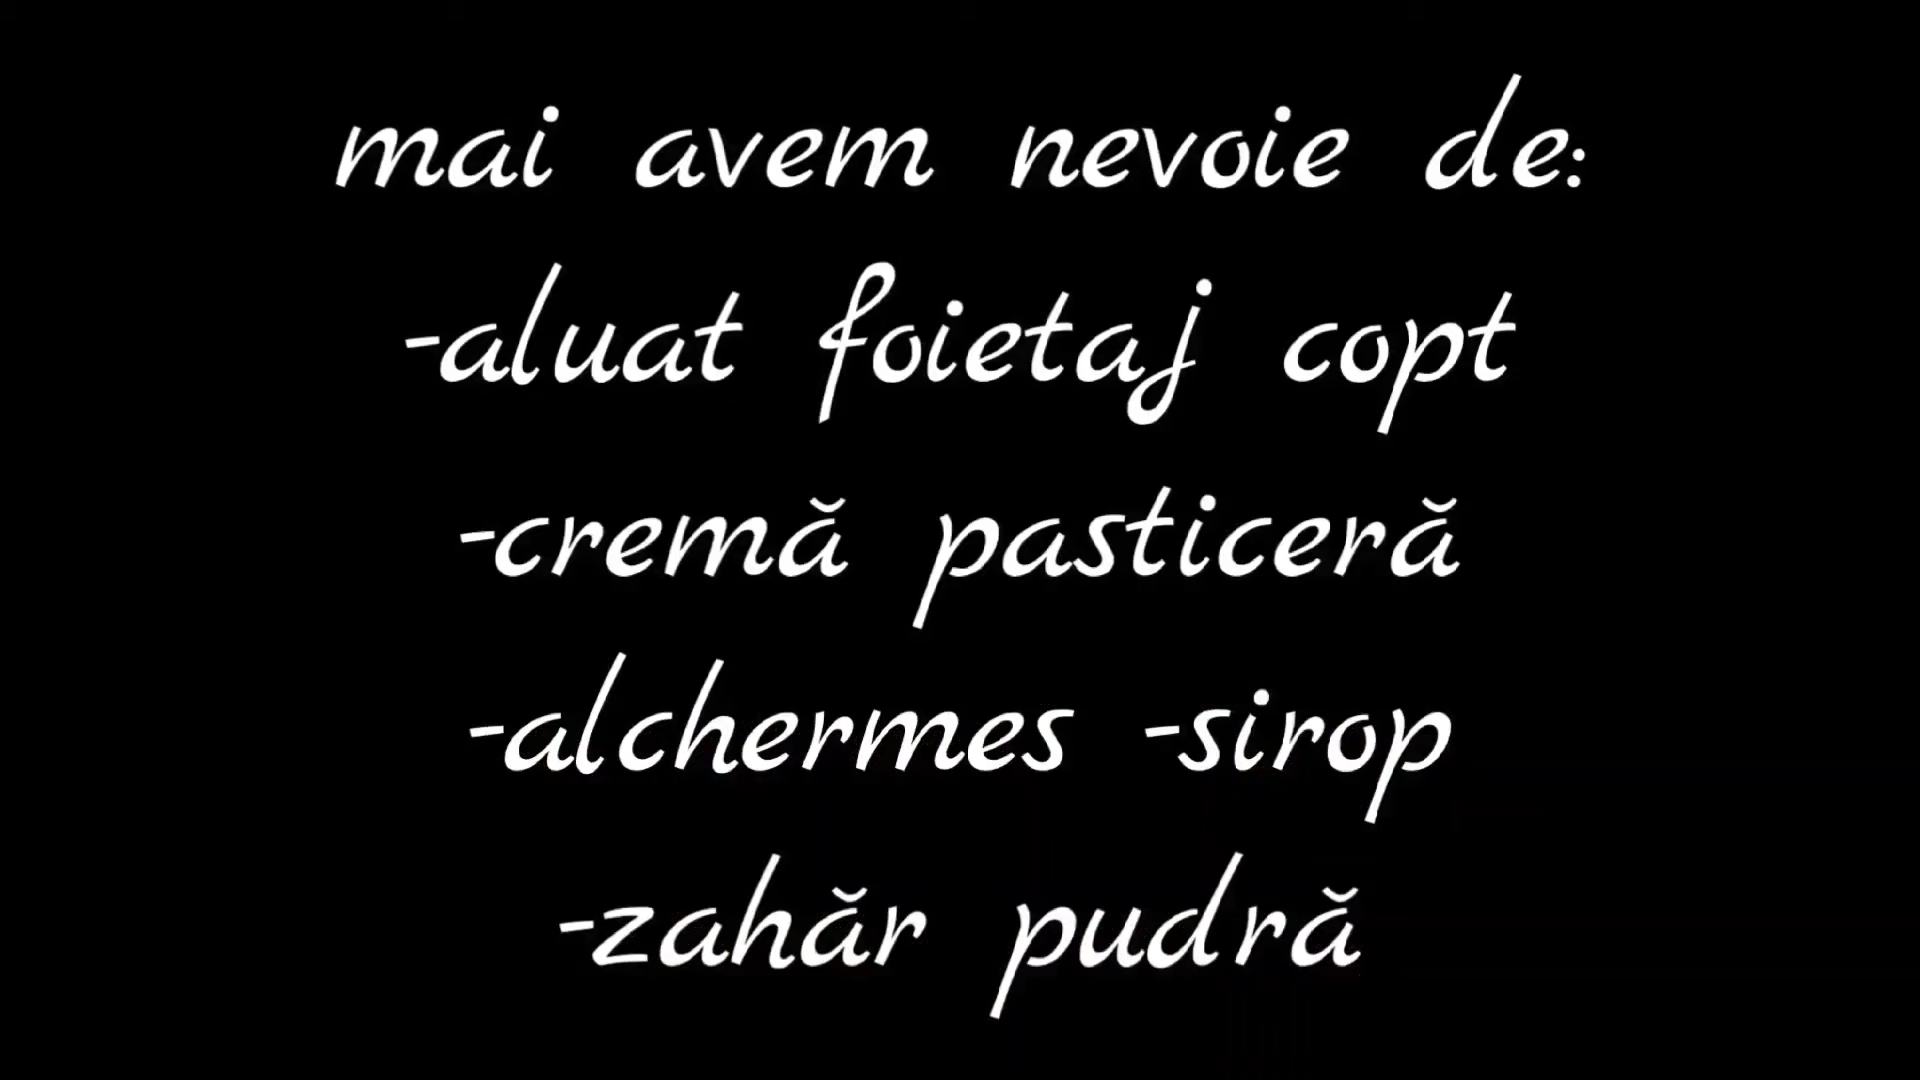 mai avem nevoie de:
-aluat foietaj copt
-cremă pasticeră
-alchermes -sirop
-zahăr pudră